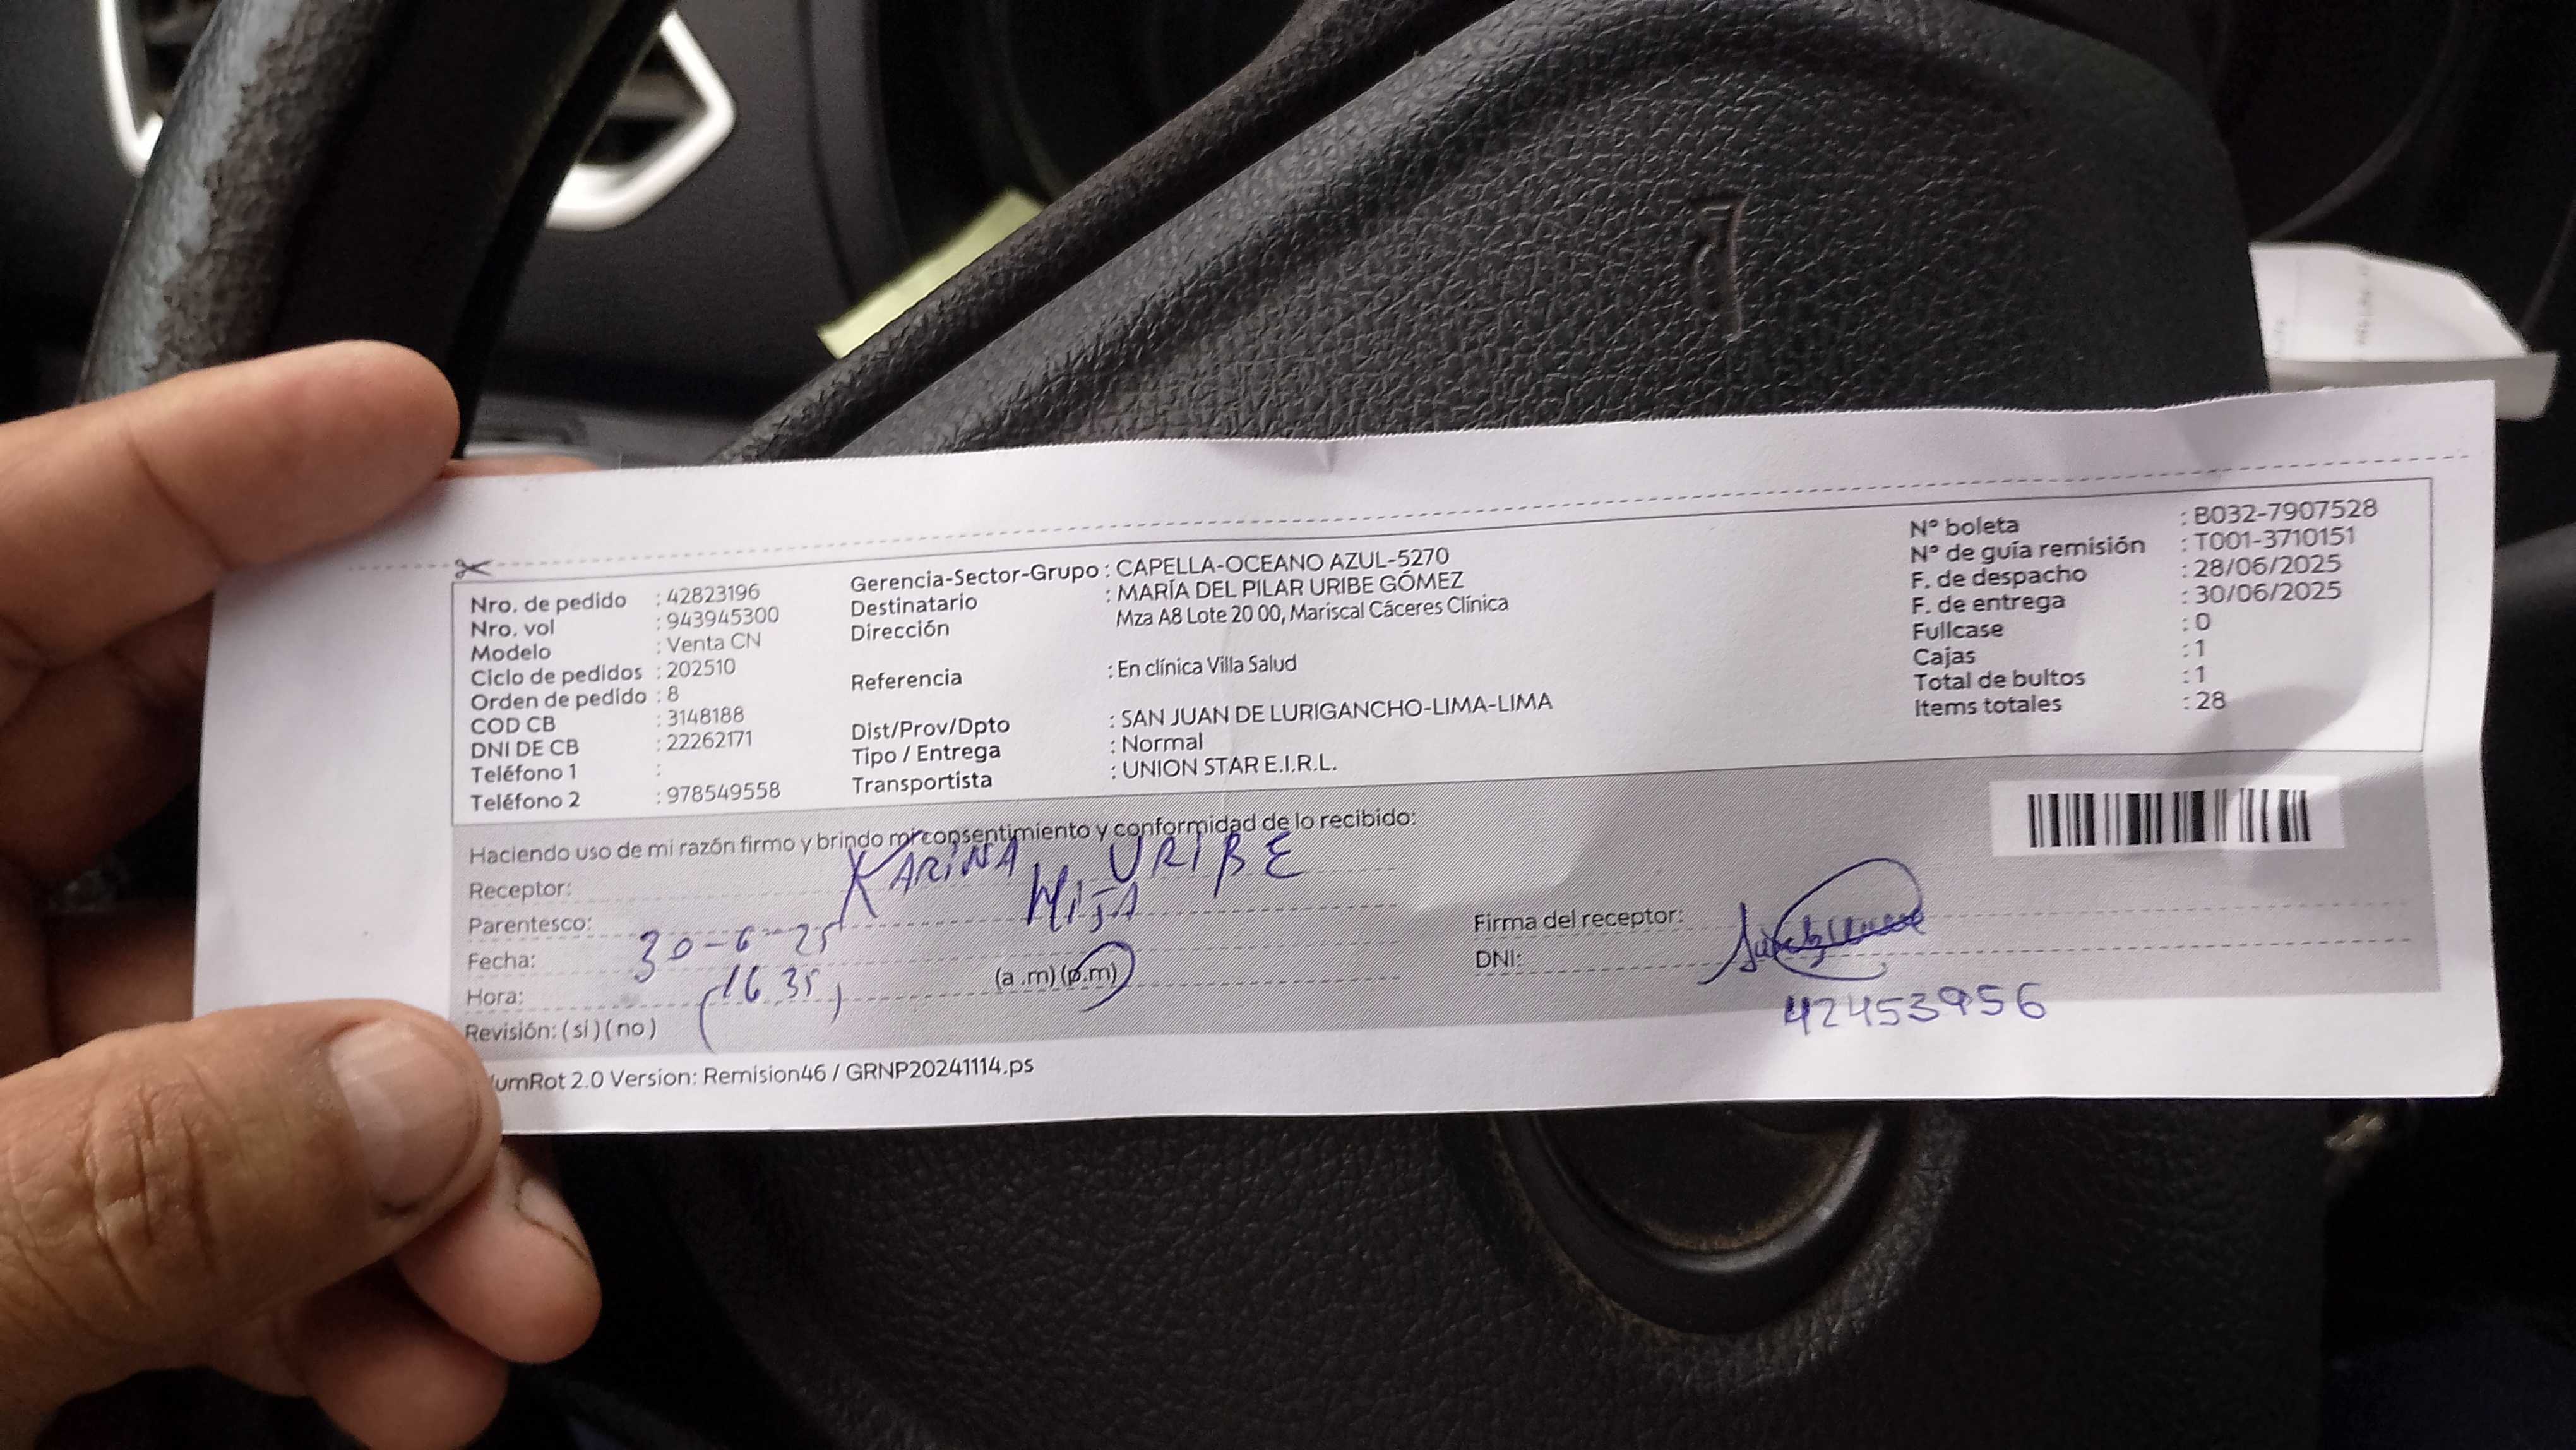 Nro. de pedido : 42823196
Nro. vol : 943945300
Modelo : Venta CN
Ciclo de pedidos : 202510
Orden de pedido : 8
COD CB : 3148188
DNI DE CB : 22262171
Teléfono 1 :
Teléfono 2 : 978549558
Gerencia-Sector-Grupo : CAPELLA-OCEANO AZUL-5270
Destinatario : MARÍA DEL PILAR URIBE GÓMEZ
Dirección Mza A8 Lote 20 00, Mariscal Cáceres Clínica
Referencia : En clínica Villa Salud
Dist/Prov/Dpto : SAN JUAN DE LURIGANCHO-LIMA-LIMA
Tipo / Entrega : Normal
Transportista : UNION STAR E.I.R.L.
N° boleta : B032-7907528
N° de guía remisión : T001-3710151
F. de despacho : 28/06/2025
F. de entrega : 30/06/2025
Fullcase : 0
Cajas : 1
Total de bultos : 1
Items totales : 28
Haciendo uso de mi razón firmo y brindo mi consentimiento y conformidad de lo recibido:
Receptor: KARINA URIBE
Parentesco: HIJA
Fecha: 30-6-25
Hora: (16 35) (a.m) (p.m)
Revisión: (si) (no)
Firma del receptor:
DNI: 42453956
umRot 2.0 Version: Remision46 / GRNP20241114.ps